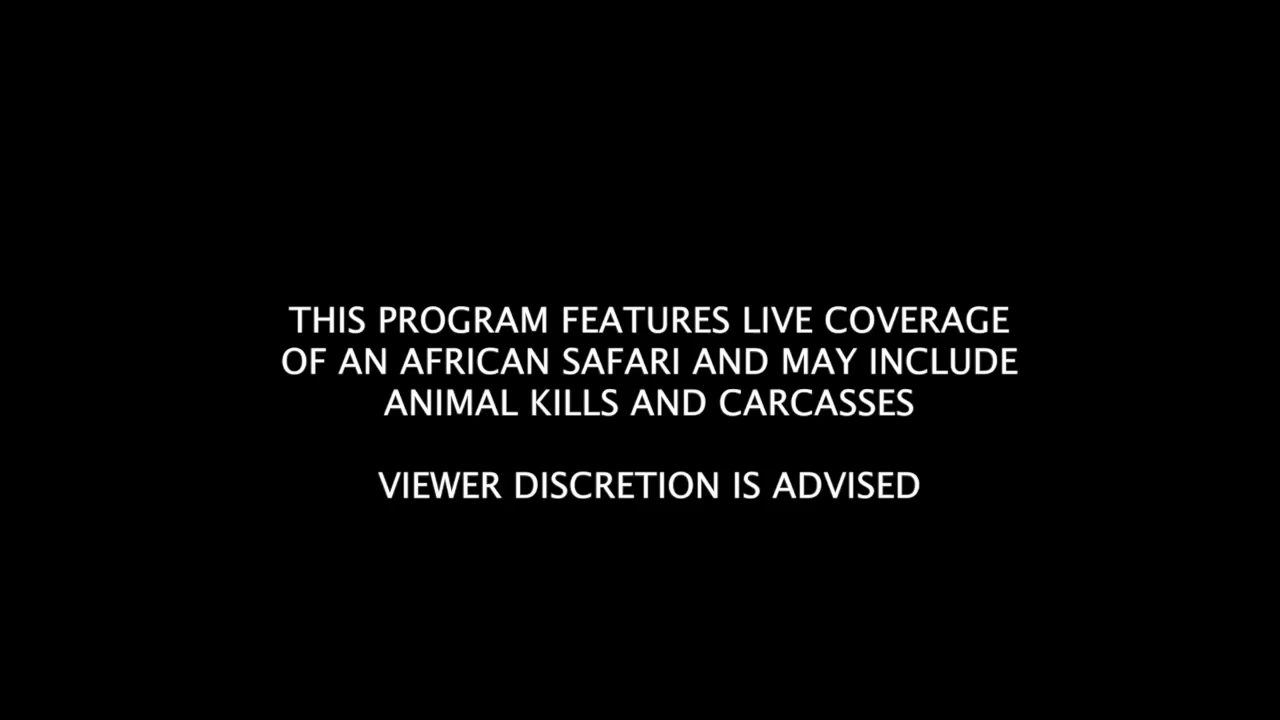 THIS PROGRAM FEATURES LIVE COVERAGE
OF AN AFRICAN SAFARI AND MAY INCLUDE
ANIMAL KILLS AND CARCASSES
VIEWER DISCRETION IS ADVISED